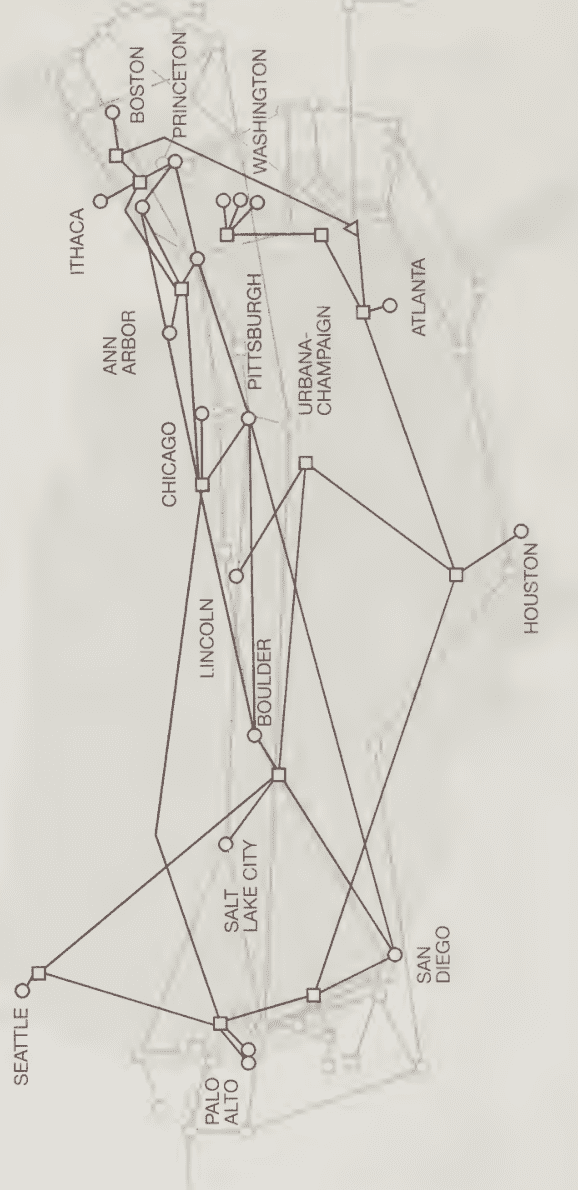 SEATTLE
PALO
ALTO
SAN
DIEGO
SALT
LAKE CITY
BOULDER
LINCOLN
HOUSTON
CHICAGO
URBANA-
CHAMPAIGN
ANN
ARBOR
PITTSBURGH
ATLANTA
ITHACA
WASHINGTON
PRINCETON
BOSTON